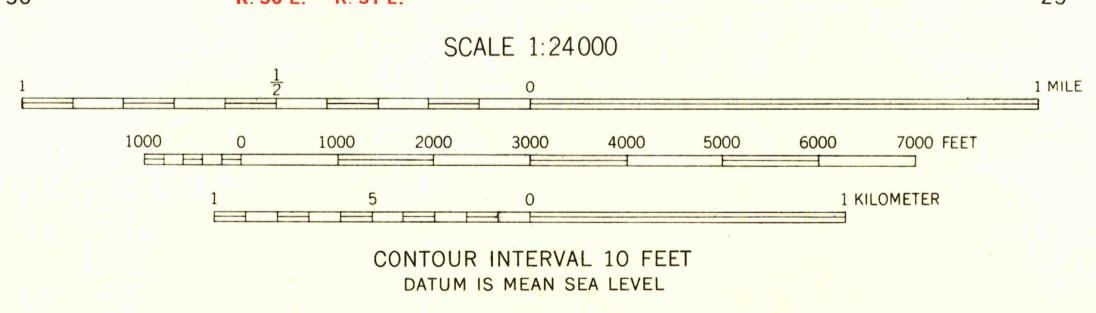 SCALE 1:24000
1 1/2 0 1 MILE
1000 0 1000 2000 3000 4000 5000 6000 7000 FEET
1 5 0 1 KILOMETER
CONTOUR INTERVAL 10 FEET
DATUM IS MEAN SEA LEVEL